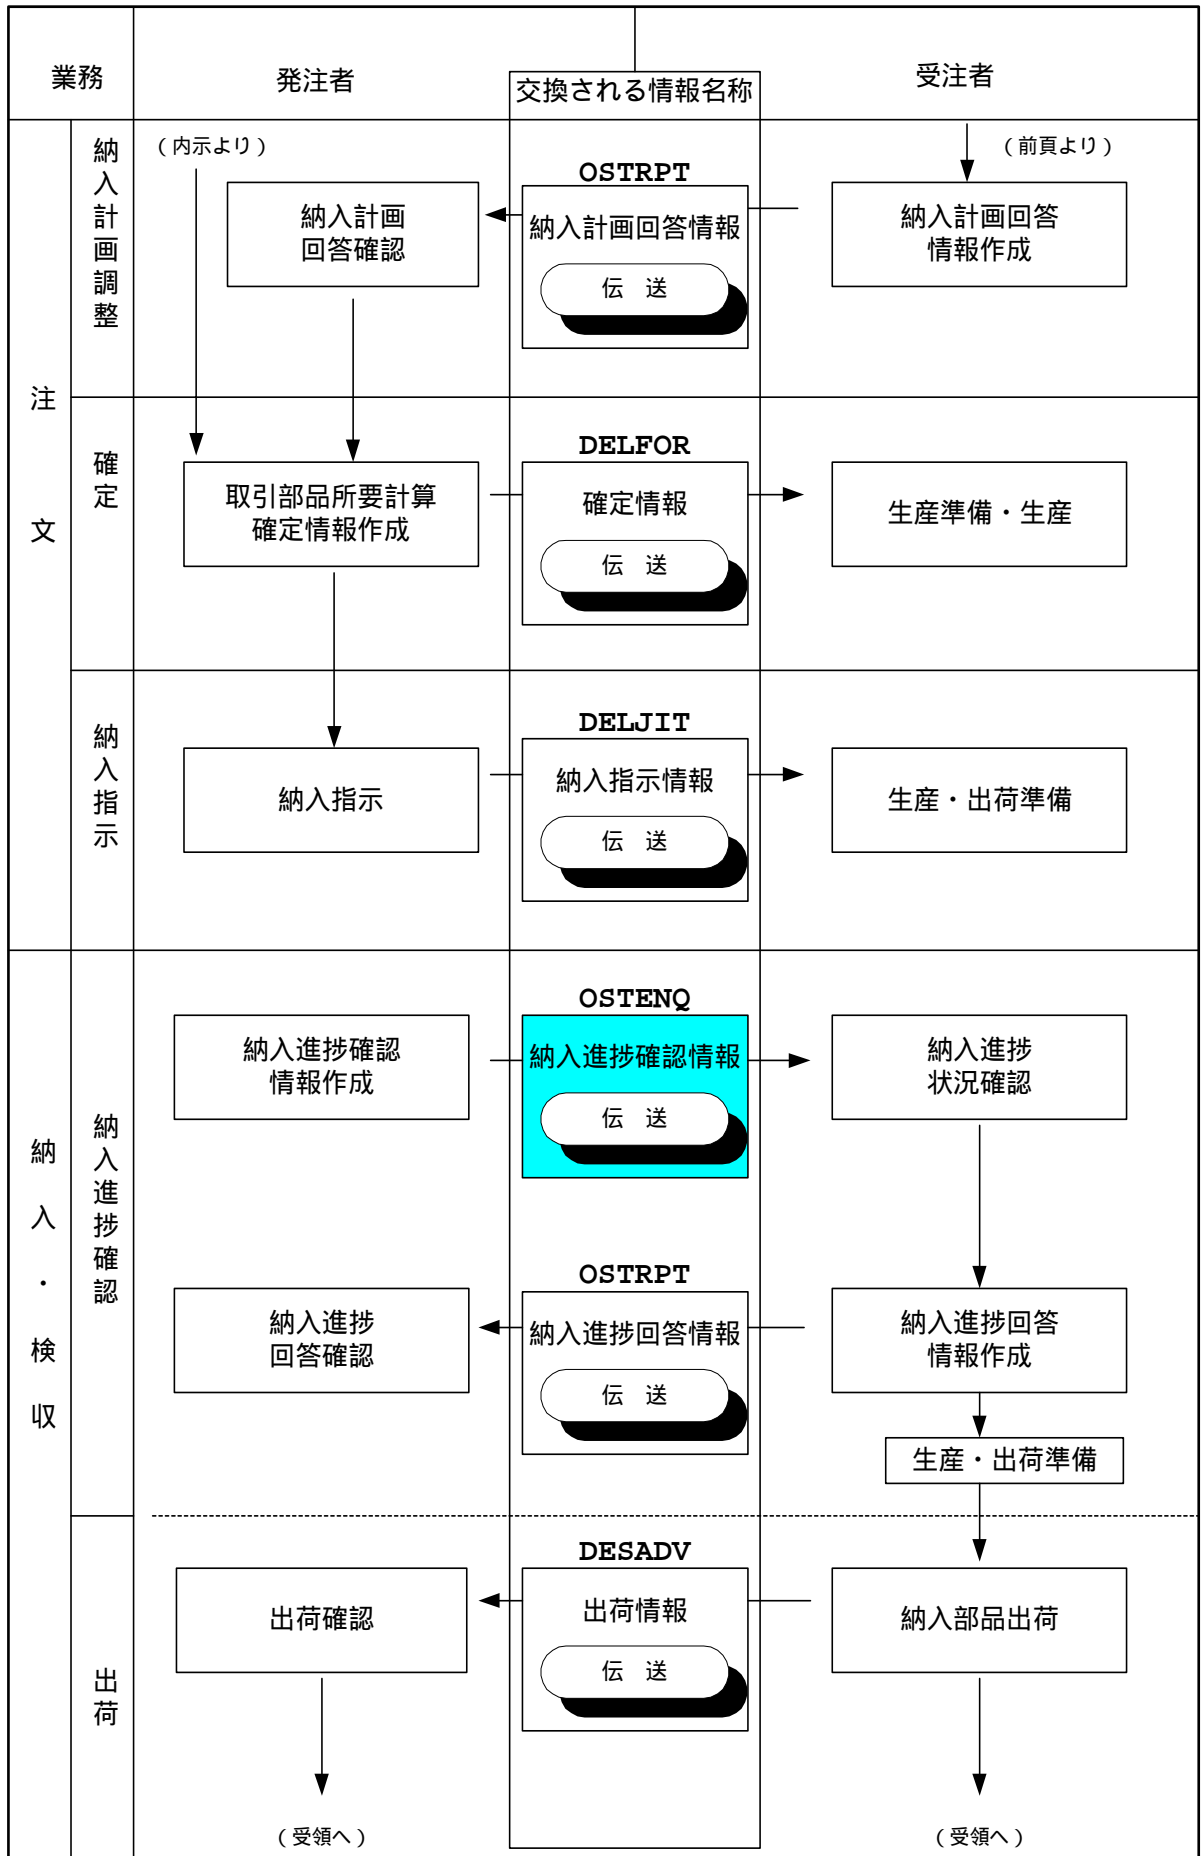 業務
発注者
交換される情報名称
受注者
注文
納入計画調整
(内示より)
(前頁より)
OSTRPT
納入計画
回答確認
納入計画回答情報
伝 送
納入計画回答
情報作成
確定
DELFOR
取引部品所要計算
確定情報作成
確定情報
伝 送
生産準備・生産
納入指示
DELJIT
納入指示
納入指示情報
伝 送
生産・出荷準備
納入・検収
納入進捗確認
OSTENQ
納入進捗確認
情報作成
納入進捗確認情報
伝 送
納入進捗
状況確認
OSTRPT
納入進捗
回答確認
納入進捗回答情報
伝 送
納入進捗回答
情報作成
生産・出荷準備
出荷
DESADV
出荷確認
出荷情報
伝 送
納入部品出荷
(受領へ)
(受領へ)